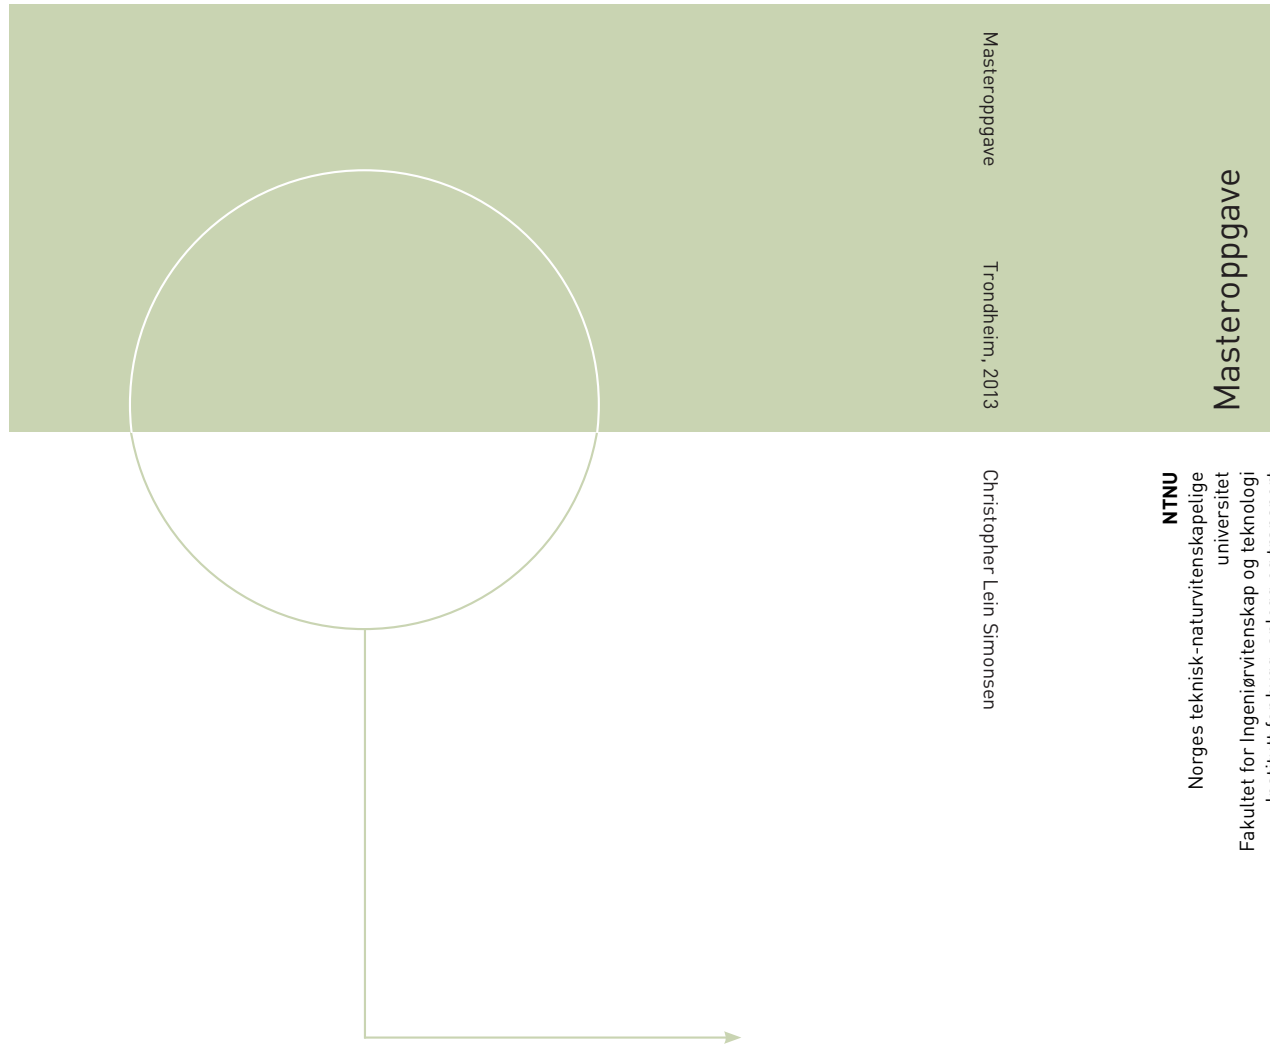 Masteroppgave
Trondheim, 2013
Christopher Lein Simonsen
Masteroppgave
NTNU
Norges teknisk-naturvitenskapelige
universitet
Fakultet for Ingeniørvitenskap og teknologi